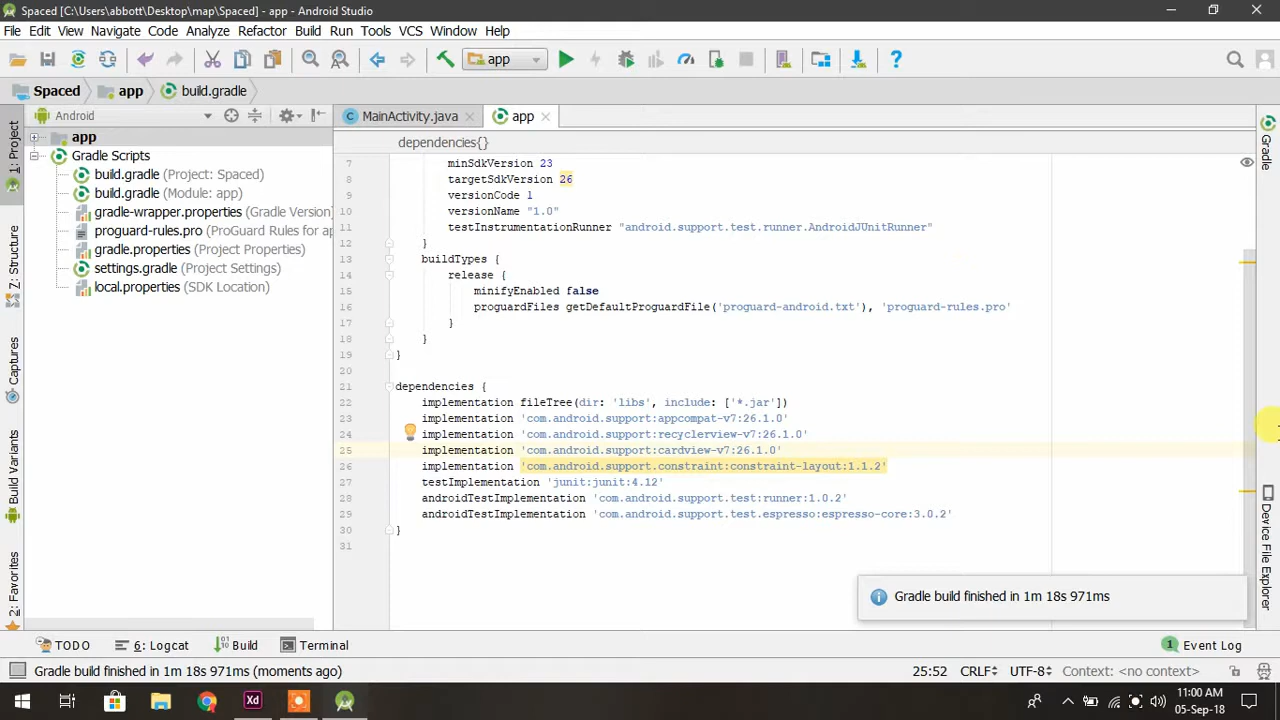 Spaced [C:\Users\abbott\Desktop\map\Spaced] - app - Android Studio
File Edit View Navigate Code Analyze Refactor Build Run Tools VCS Window Help
app
Spaced app build.gradle
Android
MainActivity.java app
1: Project
Z: Structure
Captures
Build Variants
2: Favorites
app
Gradle Scripts
build.gradle (Project: Spaced)
build.gradle (Module: app)
gradle-wrapper.properties (Gradle Version)
proguard-rules.pro (ProGuard Rules for ap
gradle.properties (Project Properties)
settings.gradle (Project Settings)
local.properties (SDK Location)
dependencies{}
7 minSdkVersion 23
8 targetSdkVersion 26
9 versionCode 1
10 versionName "1.0"
11 testInstrumentationRunner "android.support.test.runner.AndroidJUnitRunner"
12 }
13 buildTypes {
14 release {
15 minifyEnabled false
16 proguardFiles getDefaultProguardFile('proguard-android.txt'), 'proguard-rules.pro'
17 }
18 }
19 }
20
21 dependencies {
22 implementation fileTree(dir: 'libs', include: ['*.jar'])
23 implementation 'com.android.support:appcompat-v7:26.1.0'
24 implementation 'com.android.support:recyclerview-v7:26.1.0'
25 implementation 'com.android.support:cardview-v7:26.1.0'
26 implementation 'com.android.support.constraint:constraint-layout:1.1.2'
27 testImplementation 'junit:junit:4.12'
28 androidTestImplementation 'com.android.support.test:runner:1.0.2'
29 androidTestImplementation 'com.android.support.test.espresso:espresso-core:3.0.2'
30 }
31
Gradle
Device File Explorer
Gradle build finished in 1m 18s 971ms
TODO 6: Logcat Build Terminal 1 Event Log
Gradle build finished in 1m 18s 971ms (moments ago) 25:52 CRLF UTF-8 Context: <no context>
Xd
11:00 AM
05-Sep-18